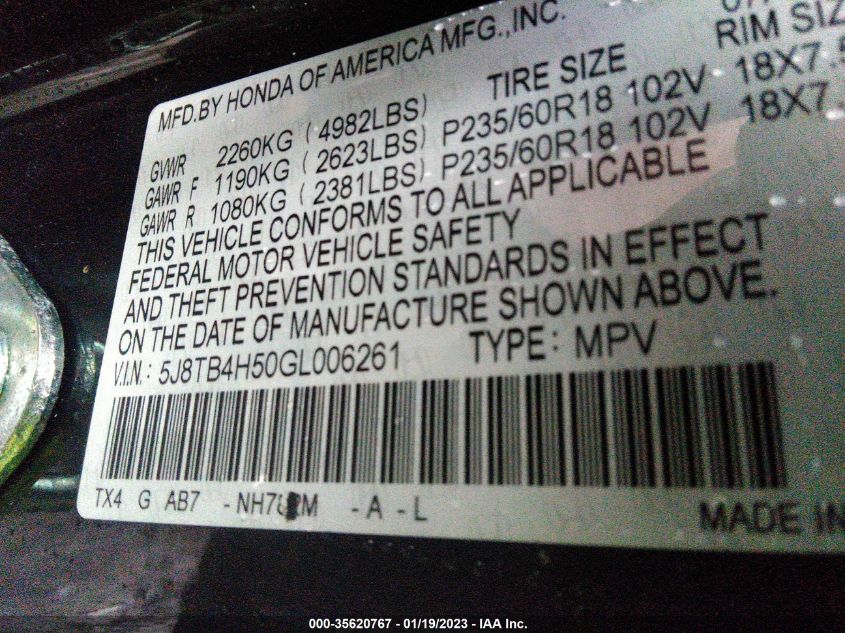 MFD.BY HONDA OF AMERICA MFG.,INC.
TIRE SIZE RIM SIZ
GVWR 2260KG (4982LBS)
GAWR F 1190KG (2623LBS) P235/60R18 102V 18X7.5
GAWR R 1080KG (2381LBS) P235/60R18 102V 18X7.
THIS VEHICLE CONFORMS TO ALL APPLICABLE
FEDERAL MOTOR VEHICLE SAFETY
AND THEFT PREVENTION STANDARDS IN EFFECT
ON THE DATE OF MANUFACTURE SHOWN ABOVE.
V.I.N.: 5J8TB4H50GL006261 TYPE: MPV
TX4 G AB7 -A-L
MADE IN
000-35620767 - 01/19/2023 - IAA Inc.